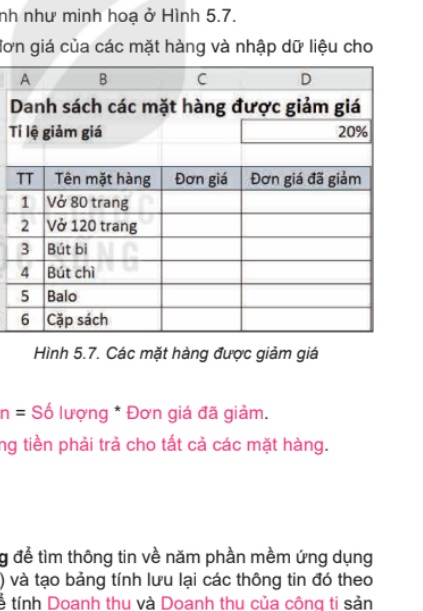 nh như minh hoạ ở Hình 5.7.
đơn giá của các mặt hàng và nhập dữ liệu cho
A B C D
Danh sách các mặt hàng được giảm giá
Tỉ lệ giảm giá 20%
TT Tên mặt hàng Đơn giá Đơn giá đã giảm
1 Vở 80 trang
2 Vở 120 trang
3 Bút bi
4 Bút chì
5 Balo
6 Cặp sách
Hình 5.7. Các mặt hàng được giảm giá
n = Số lượng * Đơn giá đã giảm.
ng tiền phải trả cho tất cả các mặt hàng.
g để tìm thông tin về năm phần mềm ứng dụng
) và tạo bảng tính lưu lại các thông tin đó theo
ể tính Doanh thu và Doanh thu của công ti sản